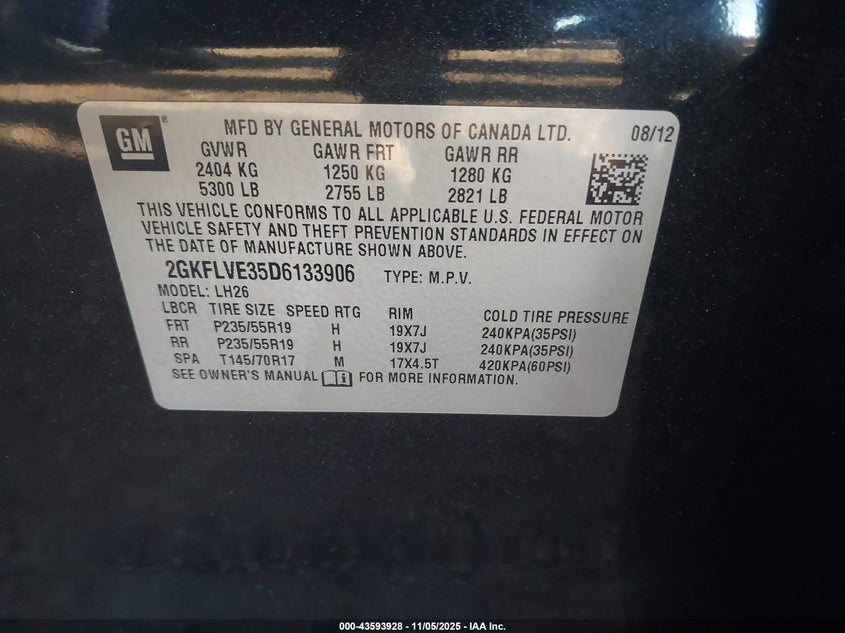 GM
MFD BY GENERAL MOTORS OF CANADA LTD. 08/12
GVWR GAWR FRT GAWR RR
2404 KG 1250 KG 1280 KG
5300 LB 2755 LB 2821 LB
THIS VEHICLE CONFORMS TO ALL APPLICABLE U.S. FEDERAL MOTOR
VEHICLE SAFETY AND THEFT PREVENTION STANDARDS IN EFFECT ON
THE DATE OF MANUFACTURE SHOWN ABOVE.
2GKFLVE35D6133906 TYPE: M.P.V.
MODEL: LH26
LBCR TIRE SIZE SPEED RTG RIM COLD TIRE PRESSURE
FRT P235/55R19 H 19X7J 240KPA(35PSI)
RR P235/55R19 H 19X7J 240KPA(35PSI)
SPA T145/70R17 M 17X4.5T 420KPA(60PSI)
SEE OWNER'S MANUAL FOR MORE INFORMATION.
000-43593928 - 11/05/2025 - IAA Inc.